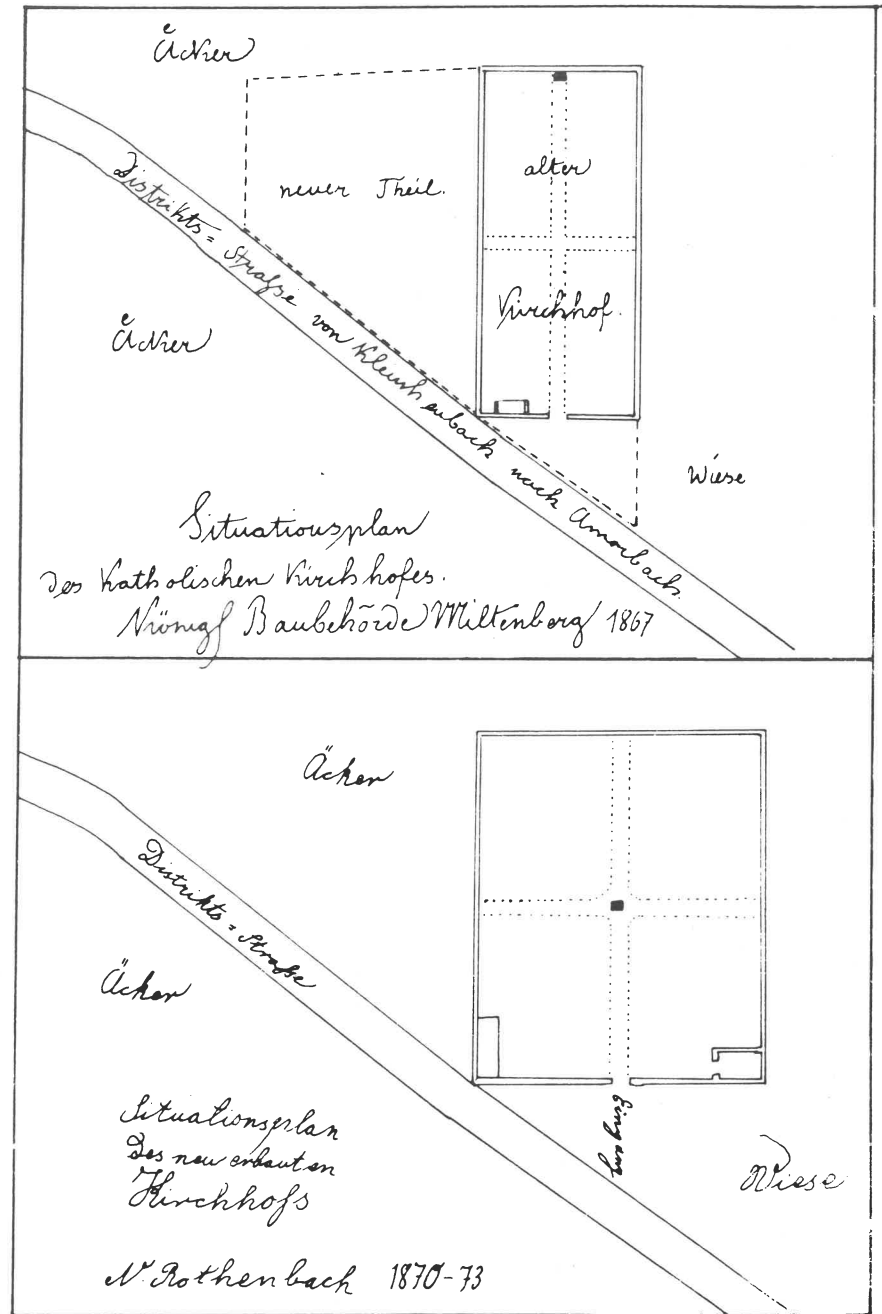 Äcker
neuer Theil.
alter
Kirchhof.
Distrikts=Straße von Kleinheubach nach Amorbach.
Äcker
Wiese
Situationsplan
des Katholischen Kirchhofes.
Königl Baubehörde Miltenberg 1867
Äcker
Distrikts=Straße
Äcker
Eingang
Situationsplan
Des neu erbauten
Kirchhofs
Wiese
N. Rothenbach 1870-73